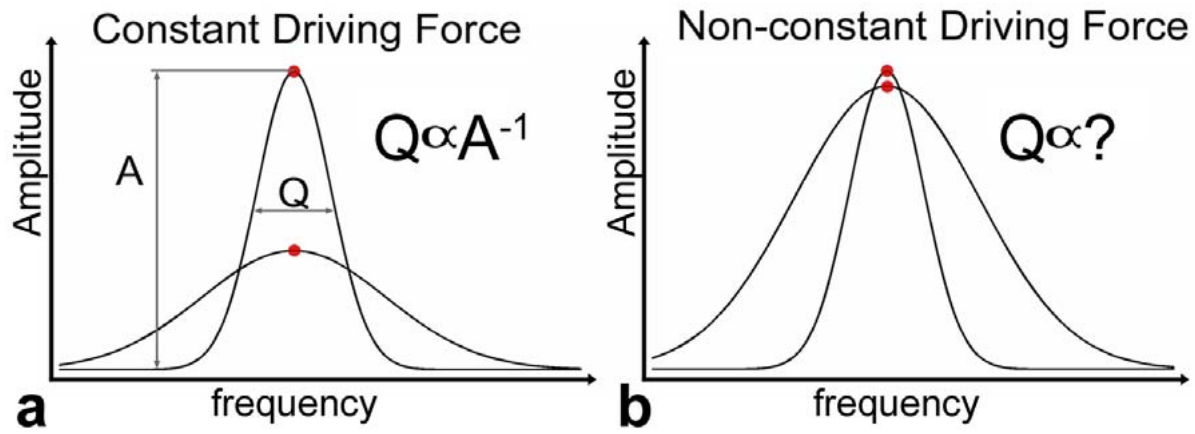 Constant Driving Force
Amplitude
A
Q
Q∝A⁻¹
frequency
a
Non-constant Driving Force
Amplitude
Q∝?
frequency
b